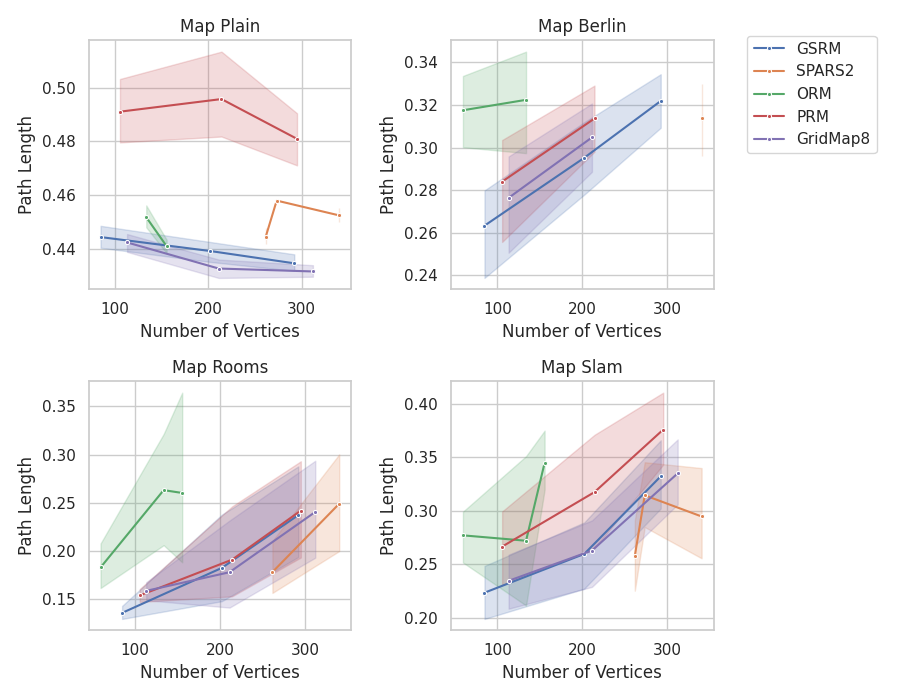 Map Plain
Path Length
0.50
0.48
0.46
0.44
100 200 300
Number of Vertices
Map Berlin
Path Length
0.34
0.32
0.30
0.28
0.26
0.24
100 200 300
Number of Vertices
GSRM
SPARS2
ORM
PRM
GridMap8
Map Rooms
Path Length
0.35
0.30
0.25
0.20
0.15
100 200 300
Number of Vertices
Map Slam
Path Length
0.40
0.35
0.30
0.25
0.20
100 200 300
Number of Vertices